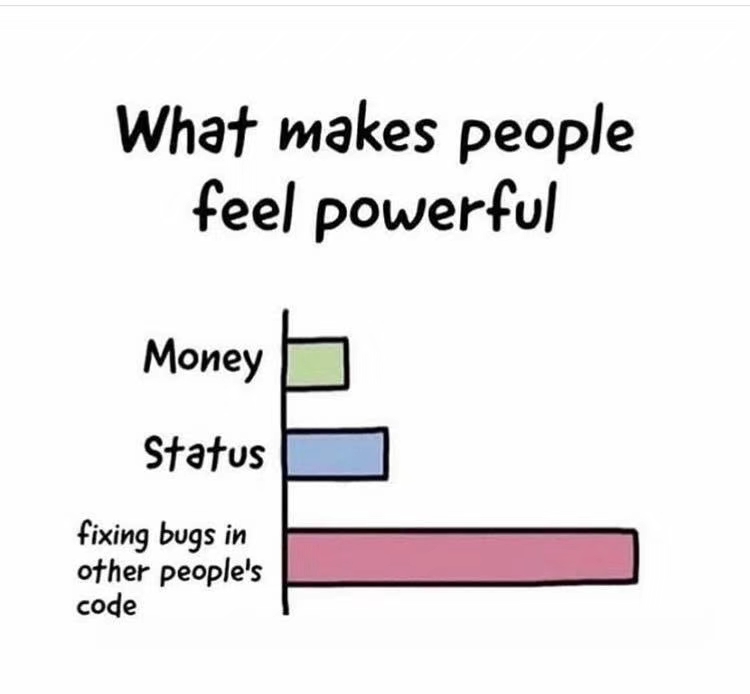 What makes people
feel powerful
Money
Status
fixing bugs in
other people's
code